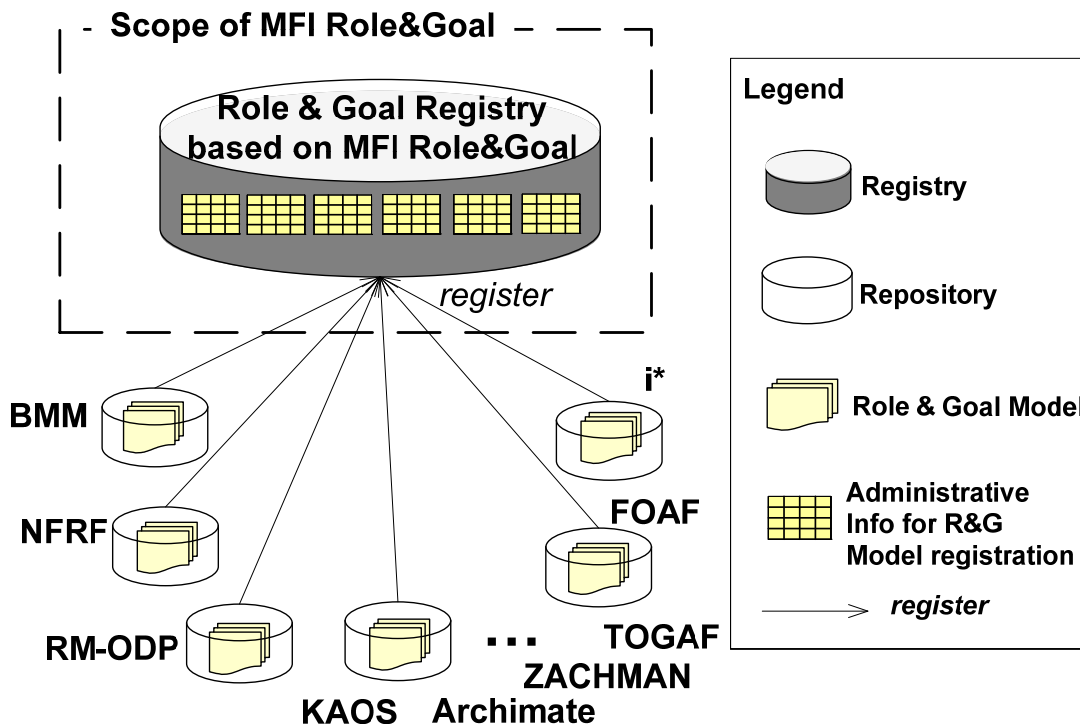 Scope of MFI Role&Goal
Role & Goal Registry
based on MFI Role&Goal
register
BMM
NFRF
RM-ODP
KAOS
Archimate
...
ZACHMAN
TOGAF
FOAF
i*
Legend
Registry
Repository
Role & Goal Model
Administrative
Info for R&G
Model registration
register